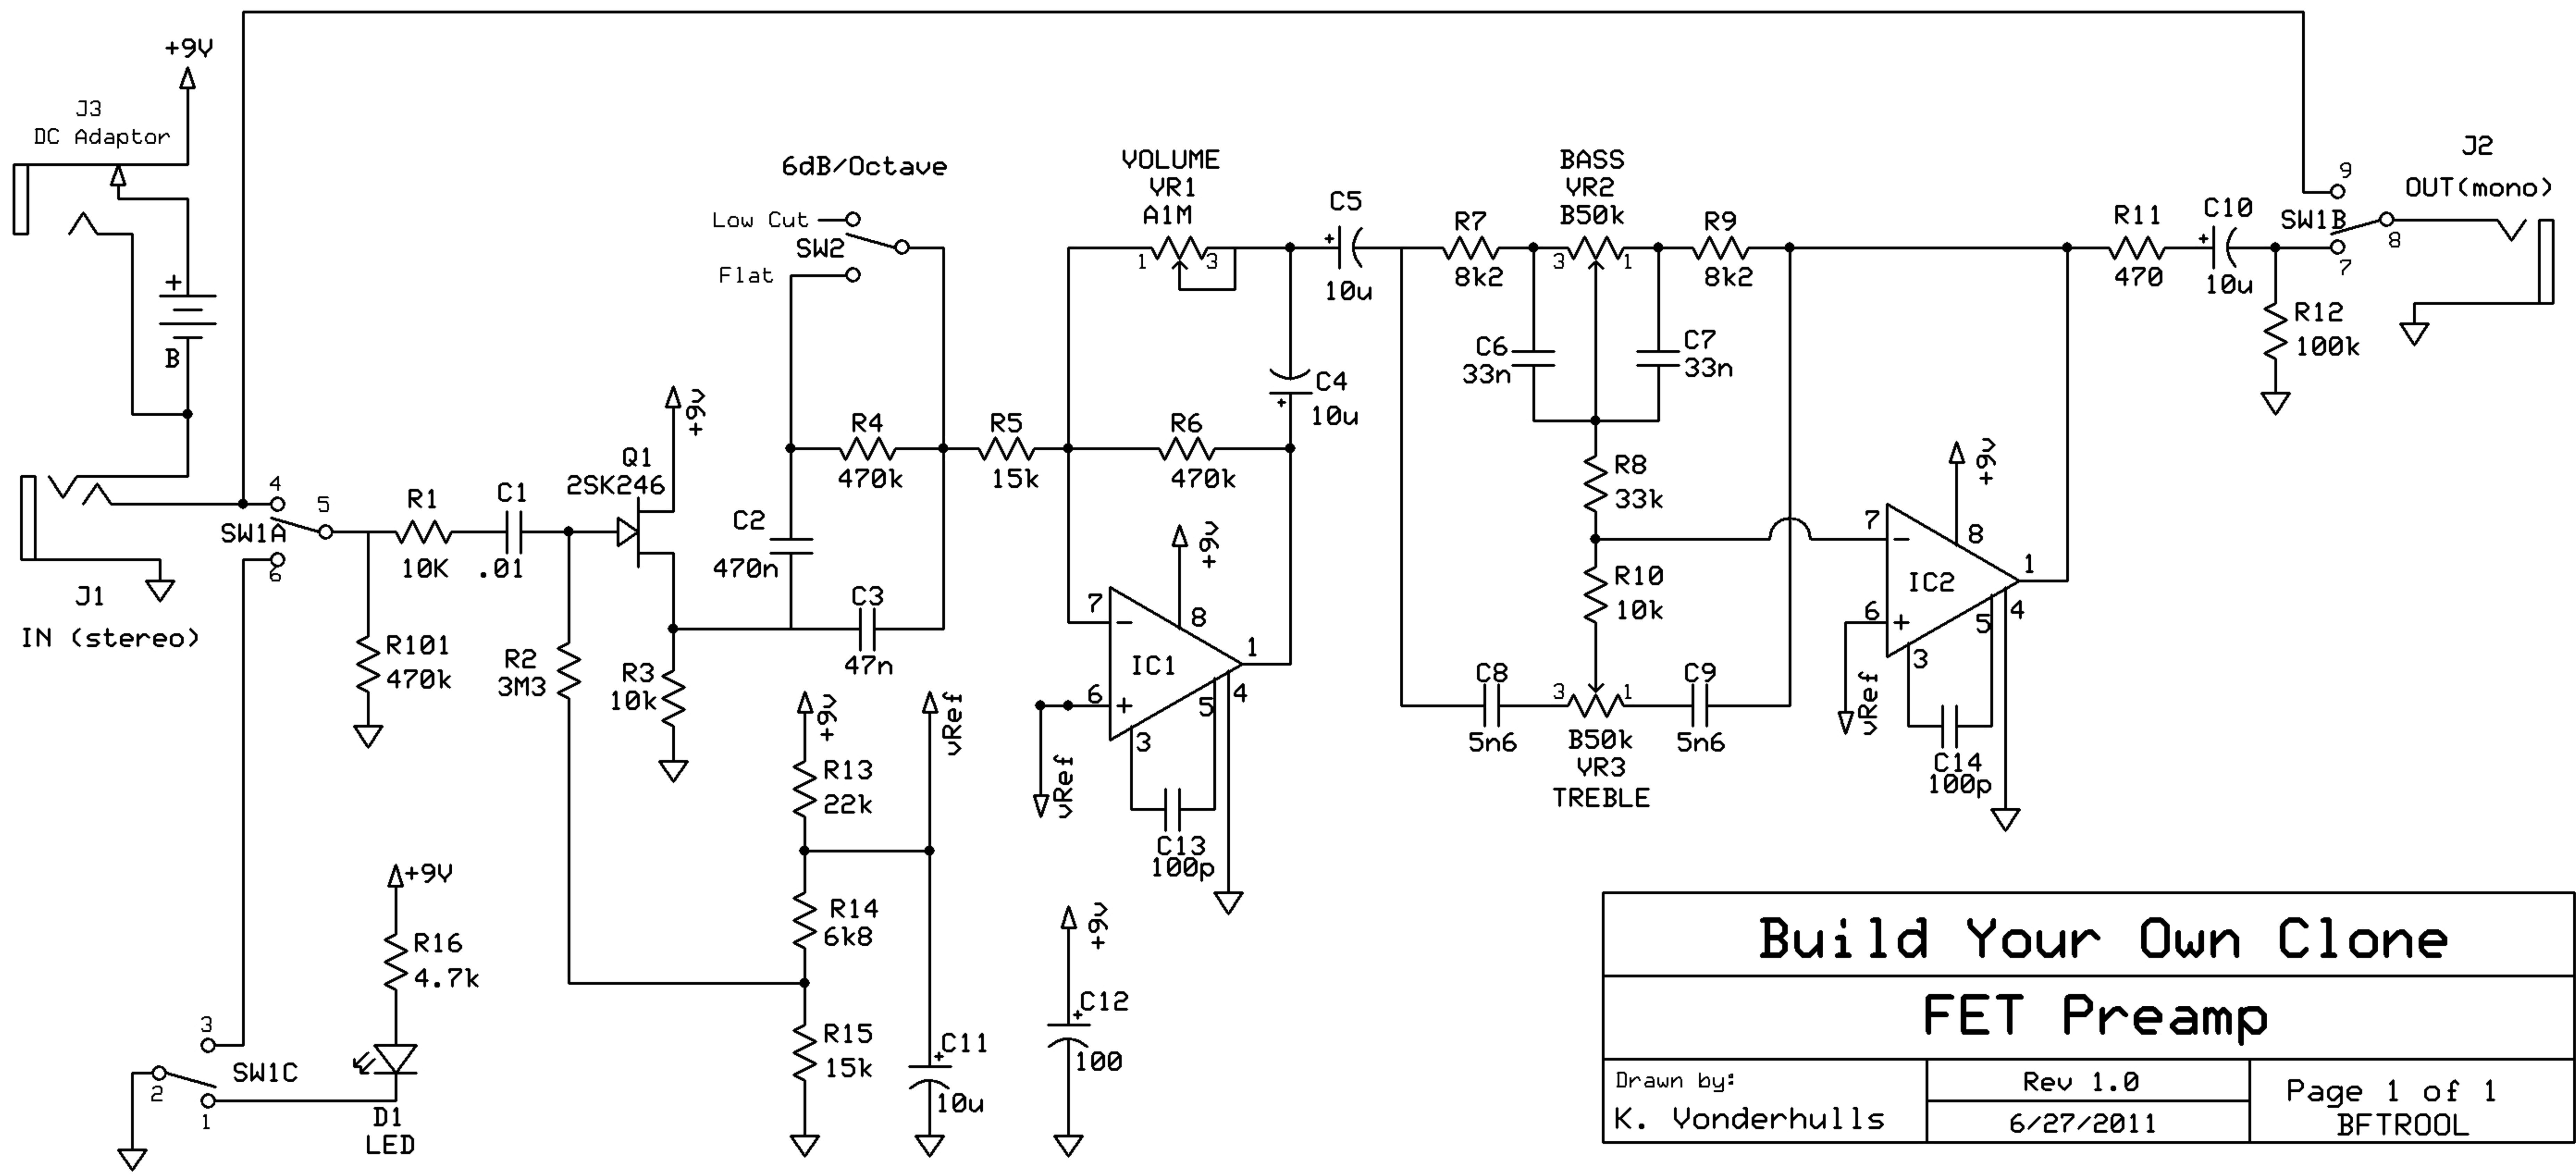 +9V
J3
DC Adaptor
+
B
J1
IN (stereo)
4
5
SW1A
6
R1
10K
C1
.01
R101
470k
R2
3M3
Q1
2SK246
+9v
R3
10k
6dB/Octave
Low Cut
SW2
Flat
R4
470k
C2
470n
C3
47n
R5
15k
VOLUME
VR1
A1M
1
3
R6
470k
C4
+
10u
C5
+
10u
+9v
7
-
8
IC1
1
6
+
5
4
3
vRef
C13
100p
R7
8k2
BASS
VR2
B50k
3
1
R9
8k2
C6
33n
C7
33n
R8
33k
R10
10k
C8
5n6
3
1
C9
5n6
B50k
VR3
TREBLE
+9v
7
-
8
IC2
1
6
+
5
4
3
vRef
C14
100p
R11
470
C10
+
10u
R12
100k
9
SW1B
8
7
J2
OUT(mono)
+9v
R13
22k
vRef
R14
6k8
R15
15k
+
C11
10u
+9v
+
C12
100
+9V
R16
4.7k
3
SW1C
2
1
D1
LED
Build Your Own Clone
FET Preamp
Drawn by:
K. Vonderhulls
Rev 1.0
6/27/2011
Page 1 of 1
BFTROOL